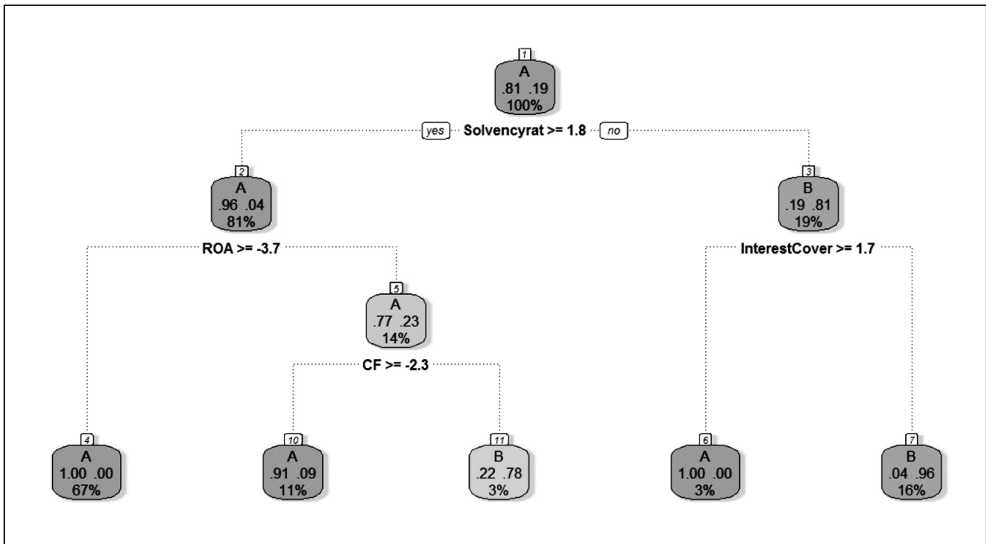 1
A
.81 .19
100%
yes Solvencyrat >= 1.8 no
2
A
.96 .04
81%
3
B
.19 .81
19%
ROA >= -3.7
InterestCover >= 1.7
5
A
.77 .23
14%
CF >= -2.3
4
A
1.00 .00
67%
10
A
.91 .09
11%
11
B
.22 .78
3%
6
A
1.00 .00
3%
7
B
.04 .96
16%